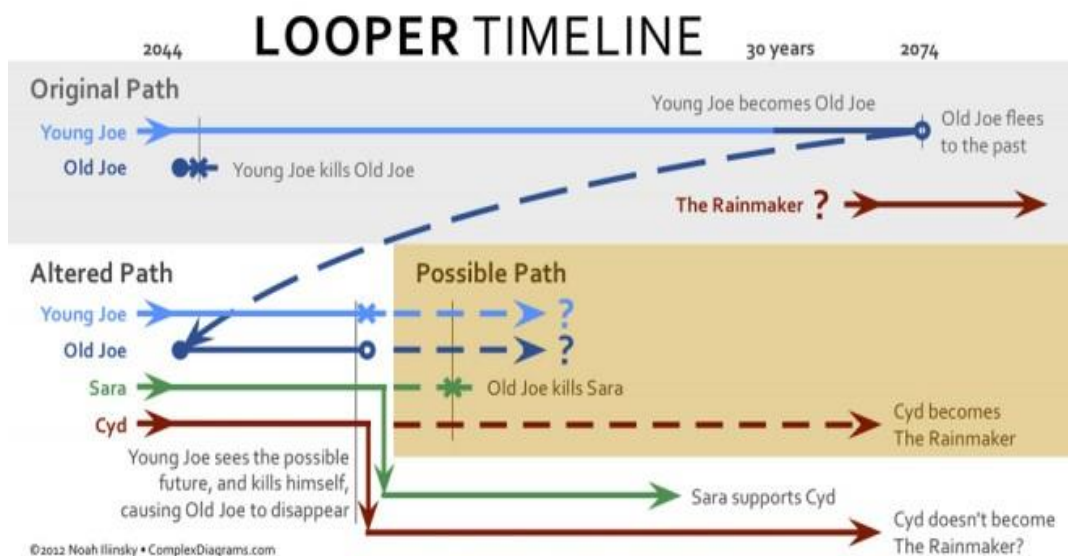 LOOPER TIMELINE
2044
30 years
2074
Original Path
Young Joe becomes Old Joe
Young Joe
Old Joe flees
to the past
Old Joe
Young Joe kills Old Joe
The Rainmaker ?
Altered Path
Possible Path
Young Joe
?
Old Joe
?
Sara
Old Joe kills Sara
Cyd
Cyd becomes
The Rainmaker
Young Joe sees the possible
future, and kills himself,
causing Old Joe to disappear
Sara supports Cyd
Cyd doesn't become
The Rainmaker?
©2012 Noah Iliinsky • ComplexDiagrams.com